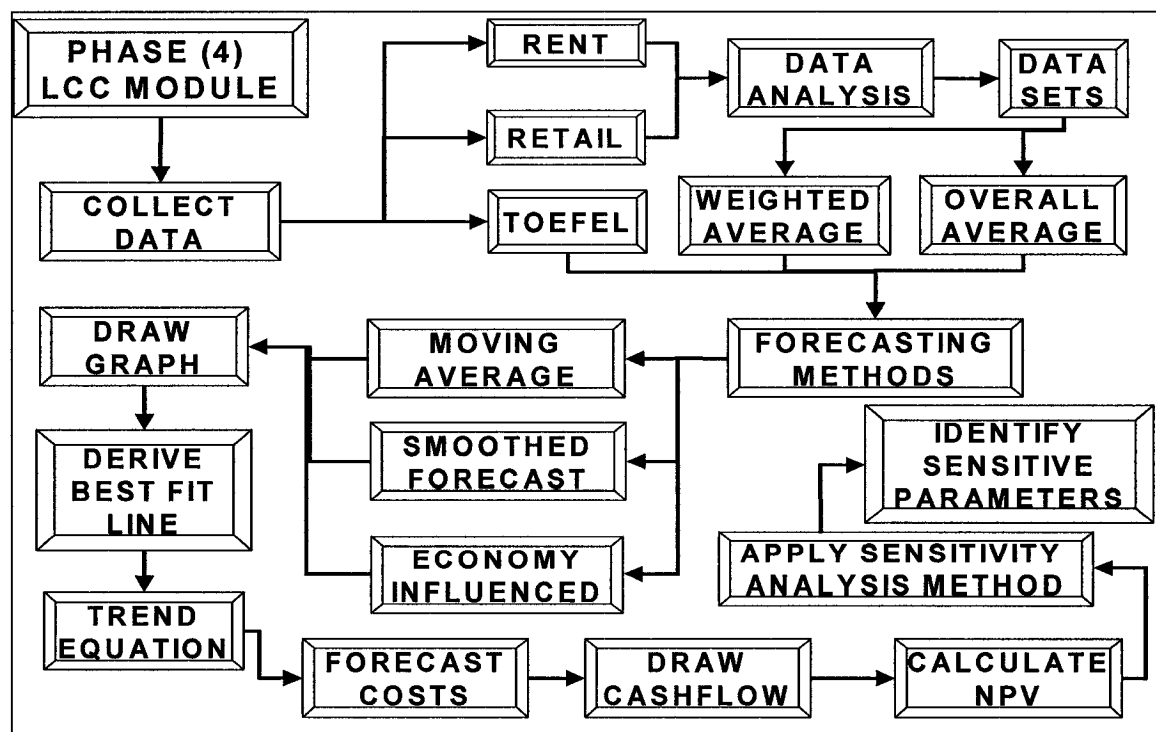 PHASE (4)
LCC MODULE
COLLECT
DATA
RENT
RETAIL
TOEFEL
DATA
ANALYSIS
DATA
SETS
WEIGHTED
AVERAGE
OVERALL
AVERAGE
FORECASTING
METHODS
MOVING
AVERAGE
SMOOTHED
FORECAST
ECONOMY
INFLUENCED
DRAW
GRAPH
DERIVE
BEST FIT
LINE
TREND
EQUATION
FORECAST
COSTS
DRAW
CASHFLOW
CALCULATE
NPV
APPLY SENSITIVITY
ANALYSIS METHOD
IDENTIFY
SENSITIVE
PARAMETERS